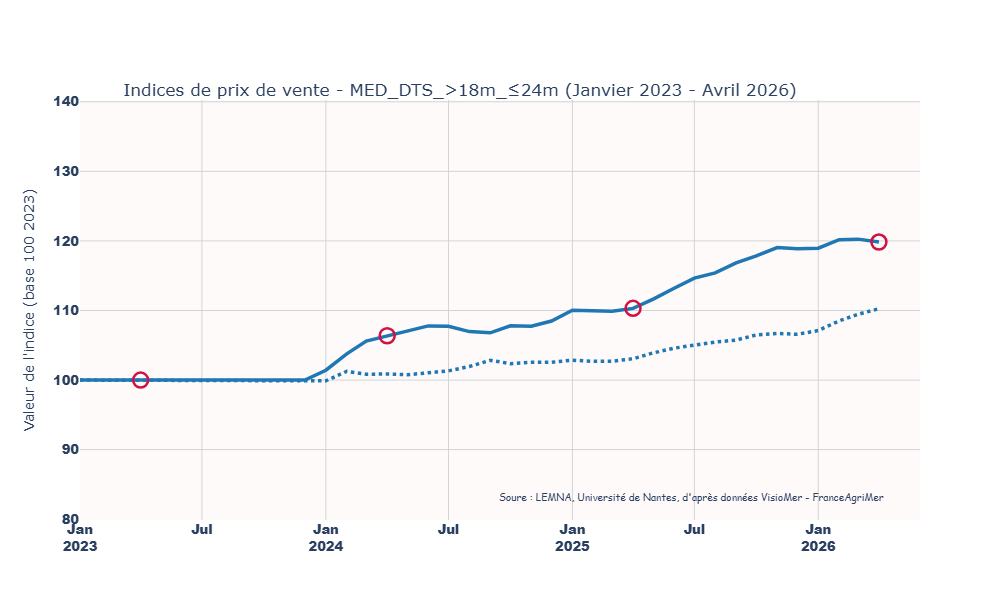 Indices de prix de vente - MED_DTS_>18m_≤24m (Janvier 2023 - Avril 2026)
Valeur de l'indice (base 100 2023)
140
130
120
110
100
90
80
Soure : LEMNA, Université de Nantes, d'après données VisioMer - FranceAgriMer
Jan Jul Jan Jul Jan Jul Jan
2023 2024 2025 2026